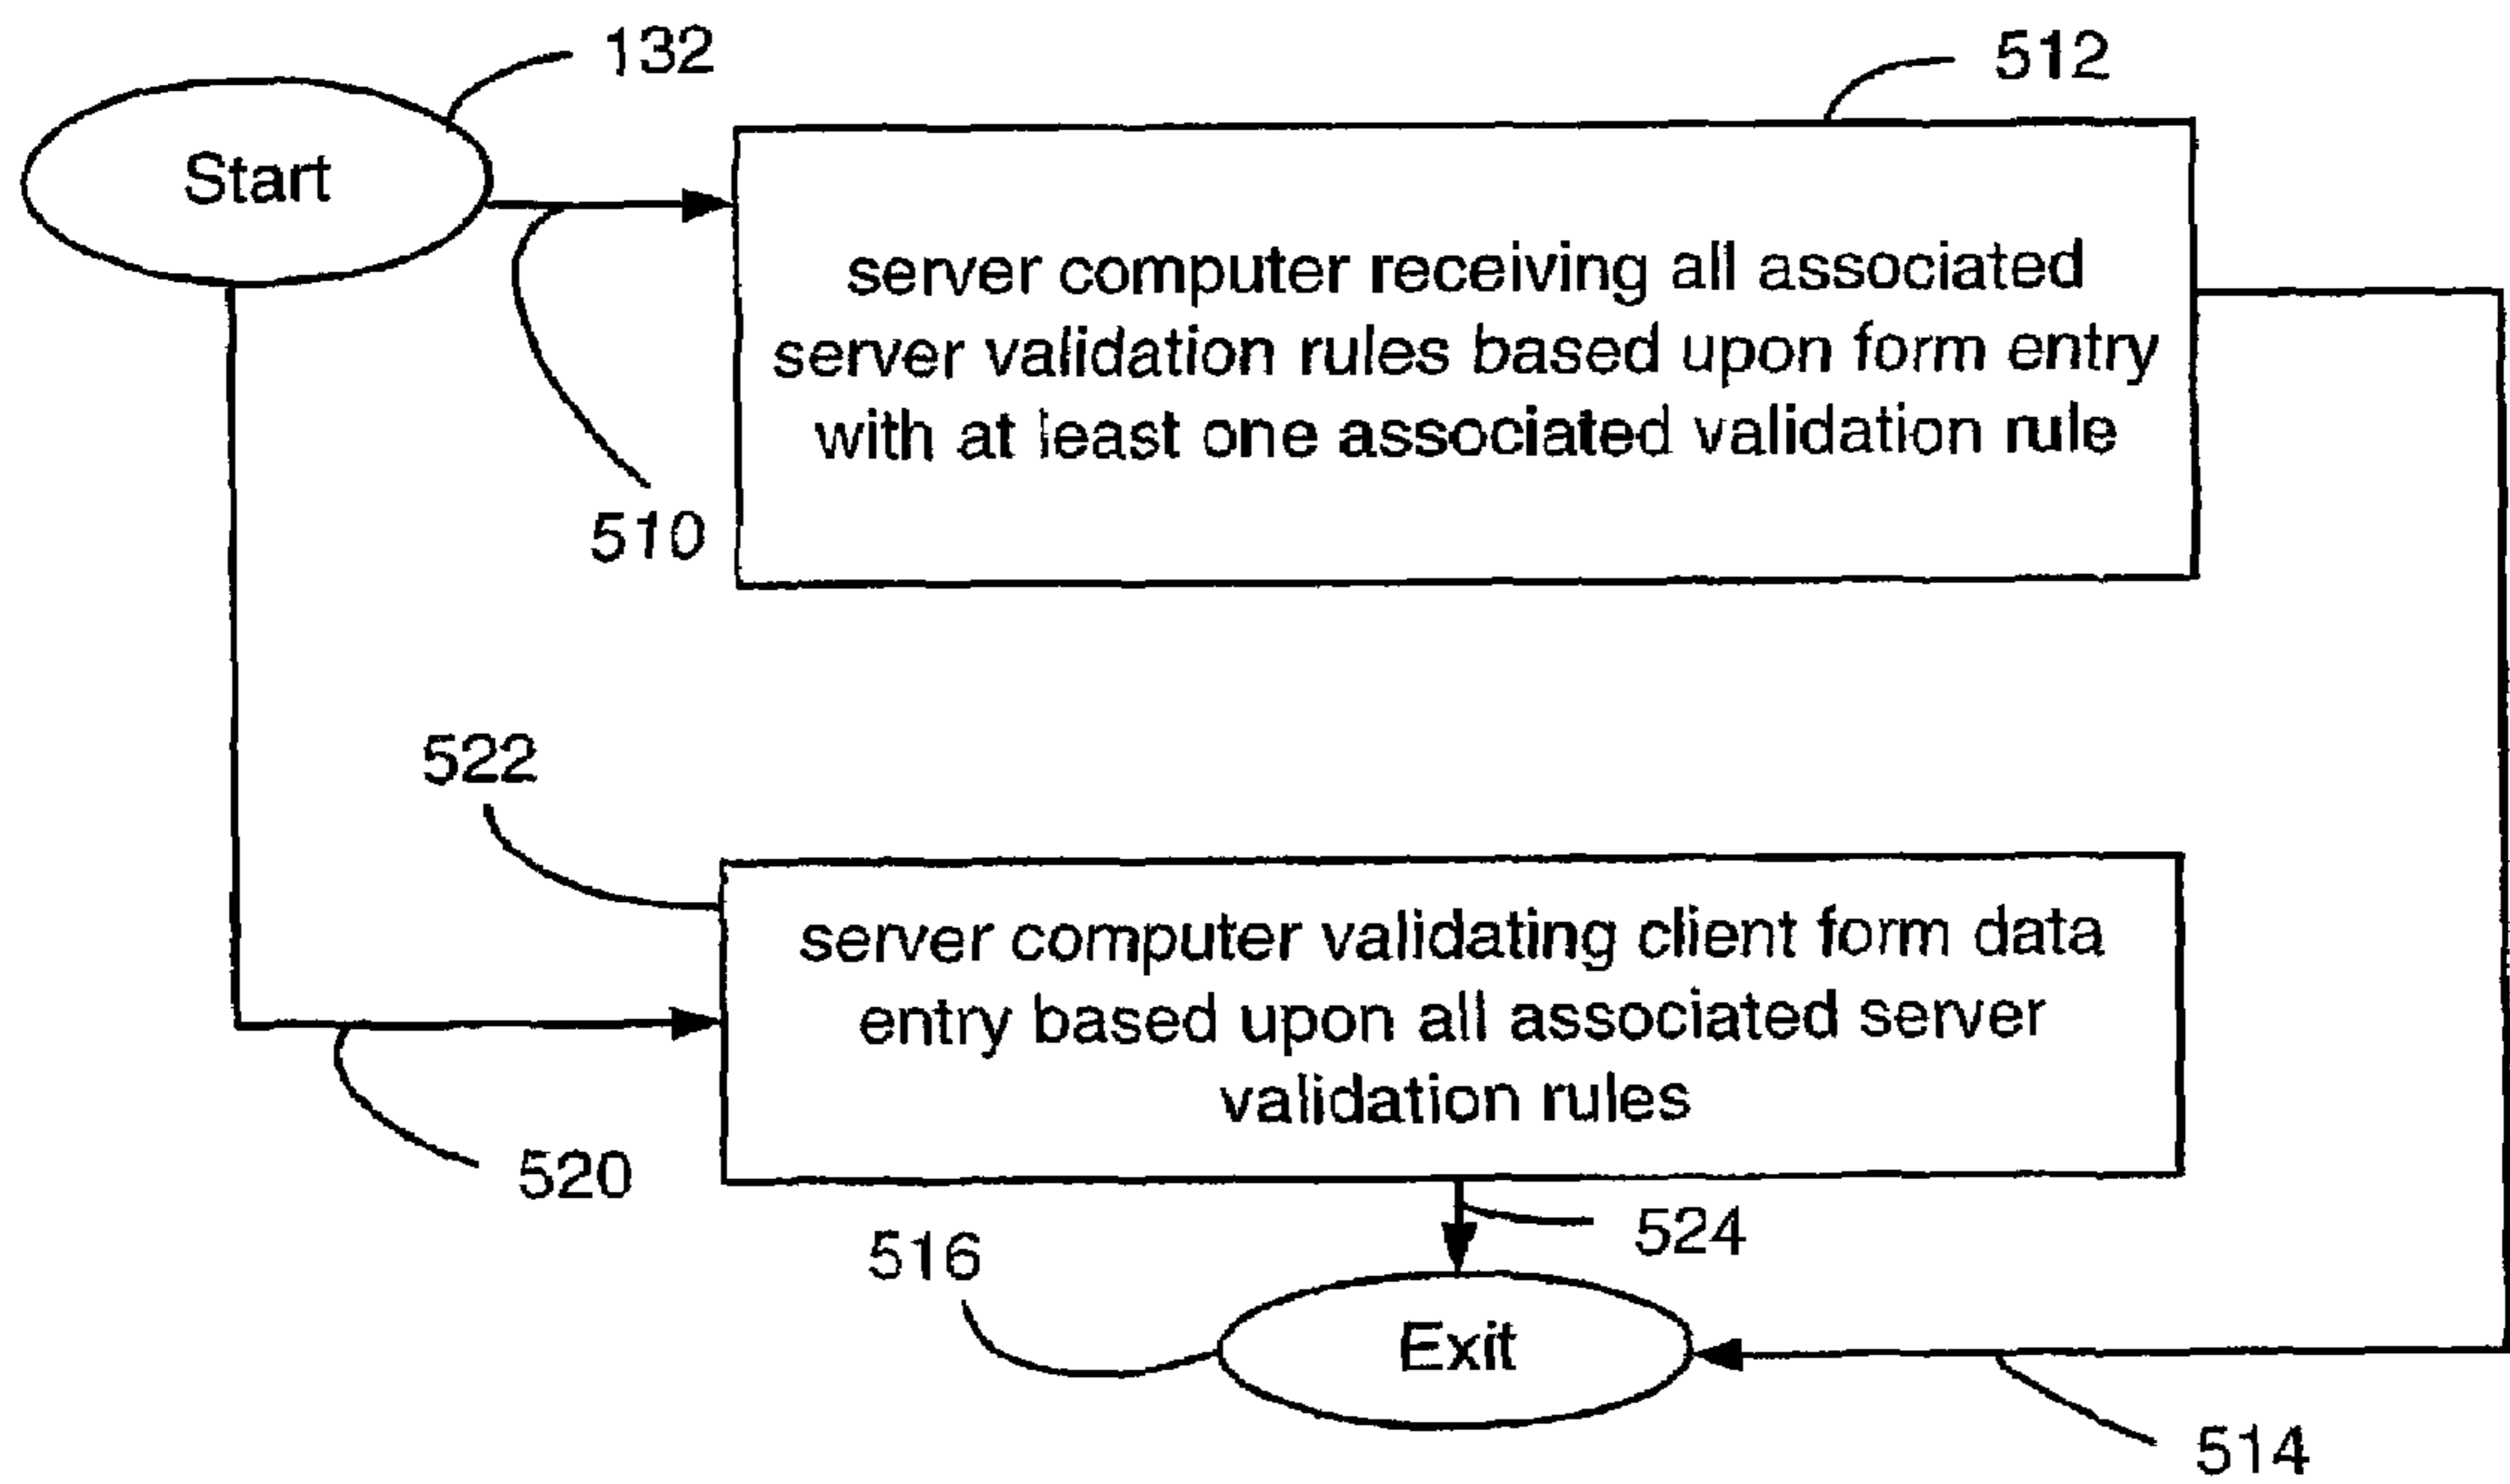 132
512
Start
server computer receiving all associated
server validation rules based upon form entry
with at least one associated validation rule
510
522
server computer validating client form data
entry based upon all associated server
validation rules
520
524
516
Exit
514